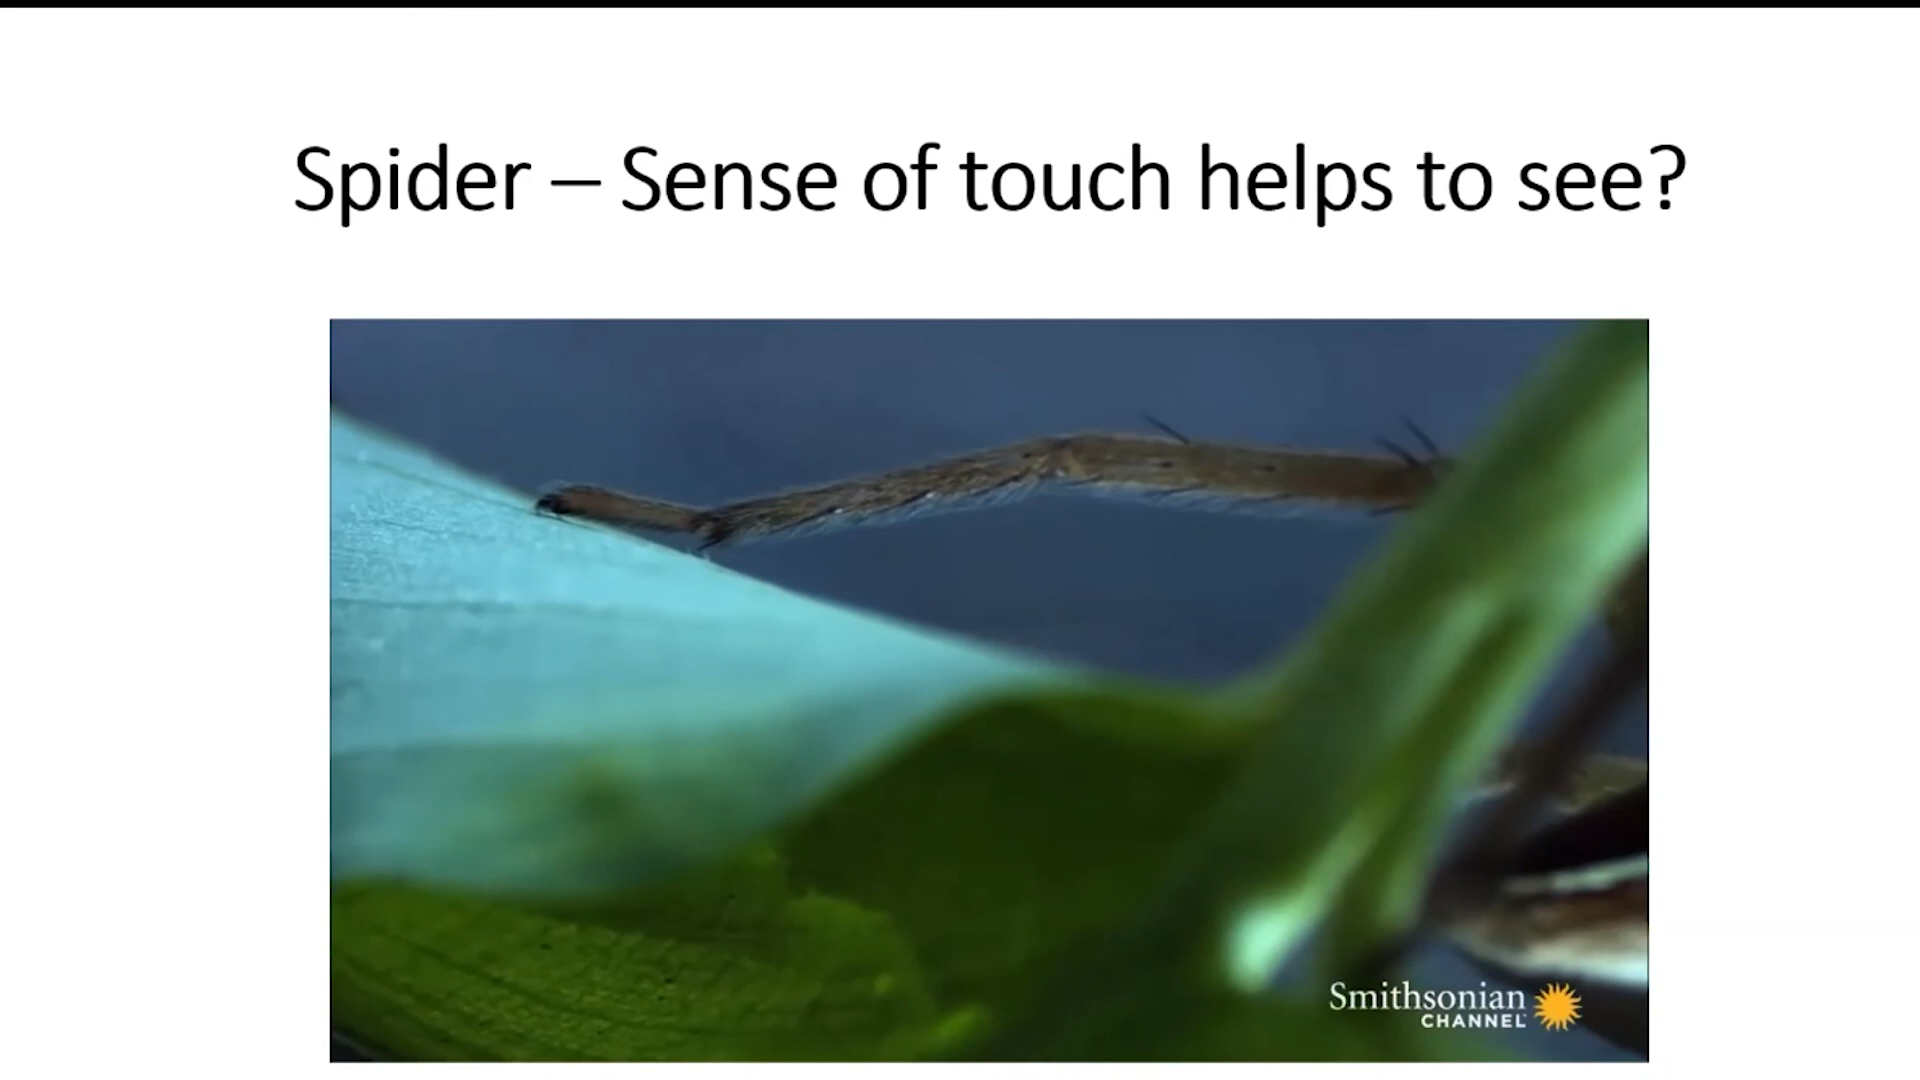 Spider – Sense of touch helps to see?
Smithsonian
CHANNEL